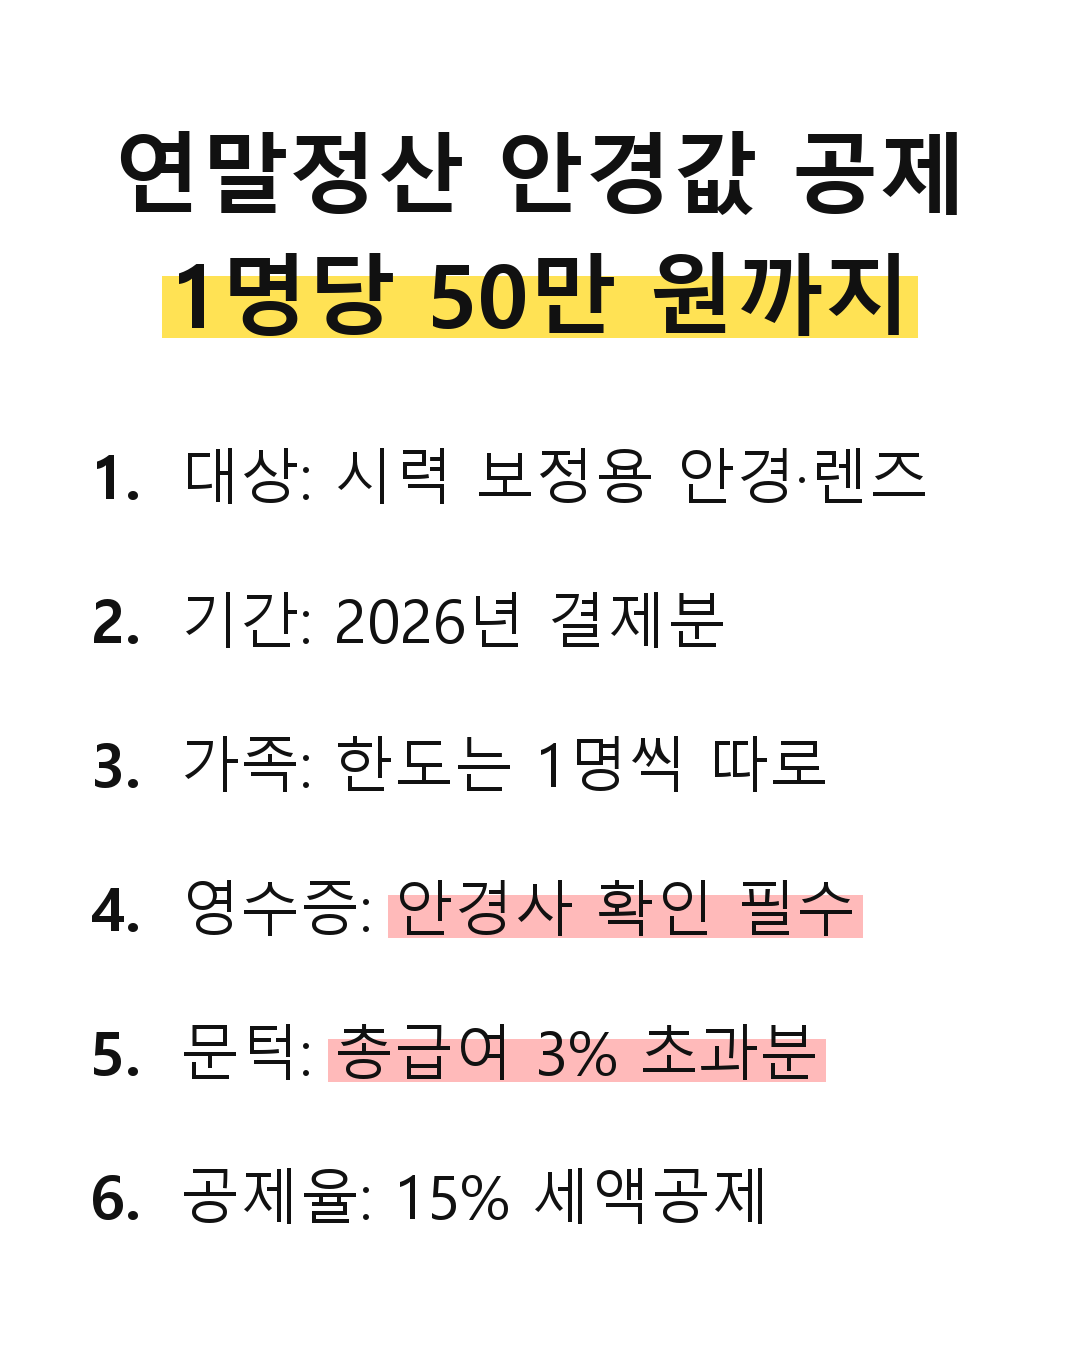 연말정산 안경값 공제
1명당 50만 원까지
1. 대상: 시력 보정용 안경·렌즈
2. 기간: 2026년 결제분
3. 가족: 한도는 1명씩 따로
4. 영수증: 안경사 확인 필수
5. 문턱: 총급여 3% 초과분
6. 공제율: 15% 세액공제